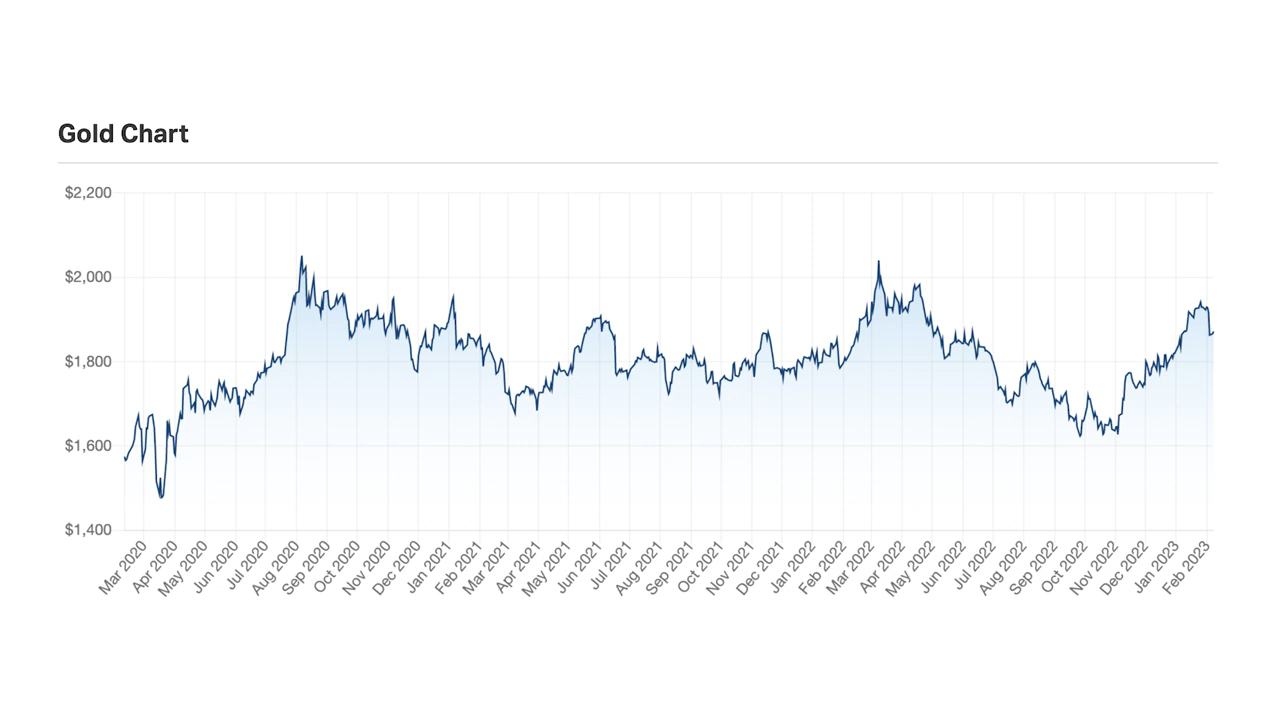 Gold Chart
$2,200
$2,000
$1,800
$1,600
$1,400
Mar 2020
Apr 2020
May 2020
Jun 2020
Jul 2020
Aug 2020
Sep 2020
Oct 2020
Nov 2020
Dec 2020
Jan 2021
Feb 2021
Mar 2021
Apr 2021
May 2021
Jun 2021
Jul 2021
Aug 2021
Sep 2021
Oct 2021
Nov 2021
Dec 2021
Jan 2022
Feb 2022
Mar 2022
Apr 2022
May 2022
Jun 2022
Jul 2022
Aug 2022
Sep 2022
Oct 2022
Nov 2022
Dec 2022
Jan 2023
Feb 2023